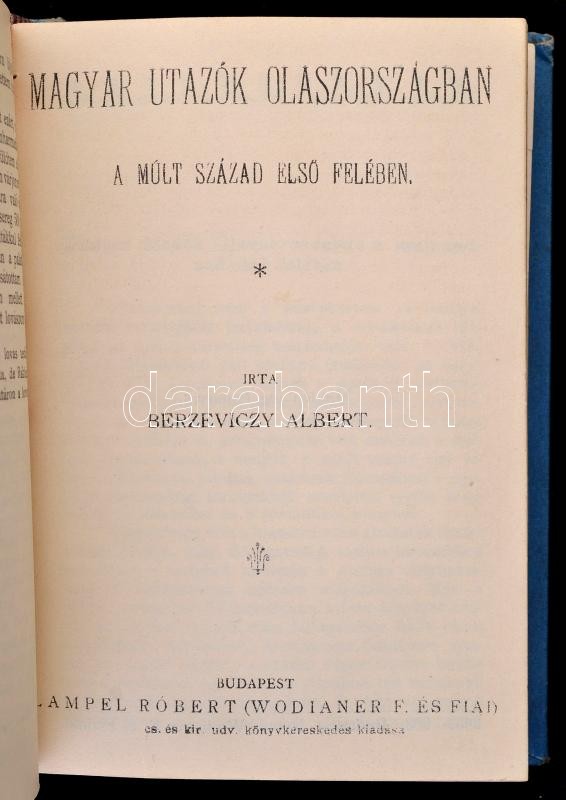 MAGYAR UTAZÓK OLASZORSZÁGBAN
A MÚLT SZÁZAD ELSŐ FELÉBEN.
*
IRTA
darabanth
BERZEVICZY ALBERT.
BUDAPEST
LAMPEL RÓBERT (WODIANER F. ÉS FIAI)
cs. és kir. udv. könyvkereskedés kiadása